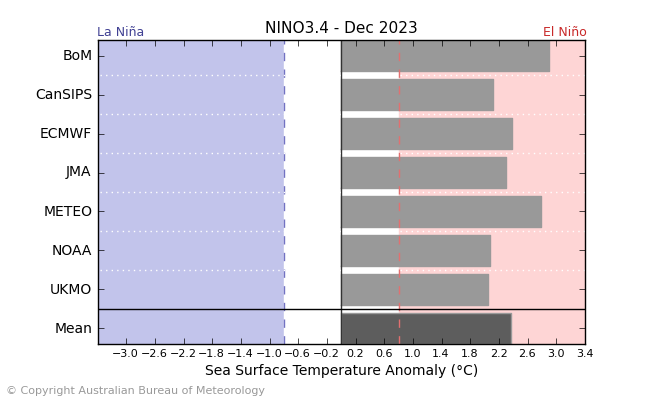 NINO3.4 - Dec 2023
La Niña
El Niño
BoM
CanSIPS
ECMWF
JMA
METEO
NOAA
UKMO
Mean
−3.0 −2.6 −2.2 −1.8 −1.4 −1.0 −0.6 −0.2 0.2 0.6 1.0 1.4 1.8 2.2 2.6 3.0 3.4
Sea Surface Temperature Anomaly (°C)
© Copyright Australian Bureau of Meteorology